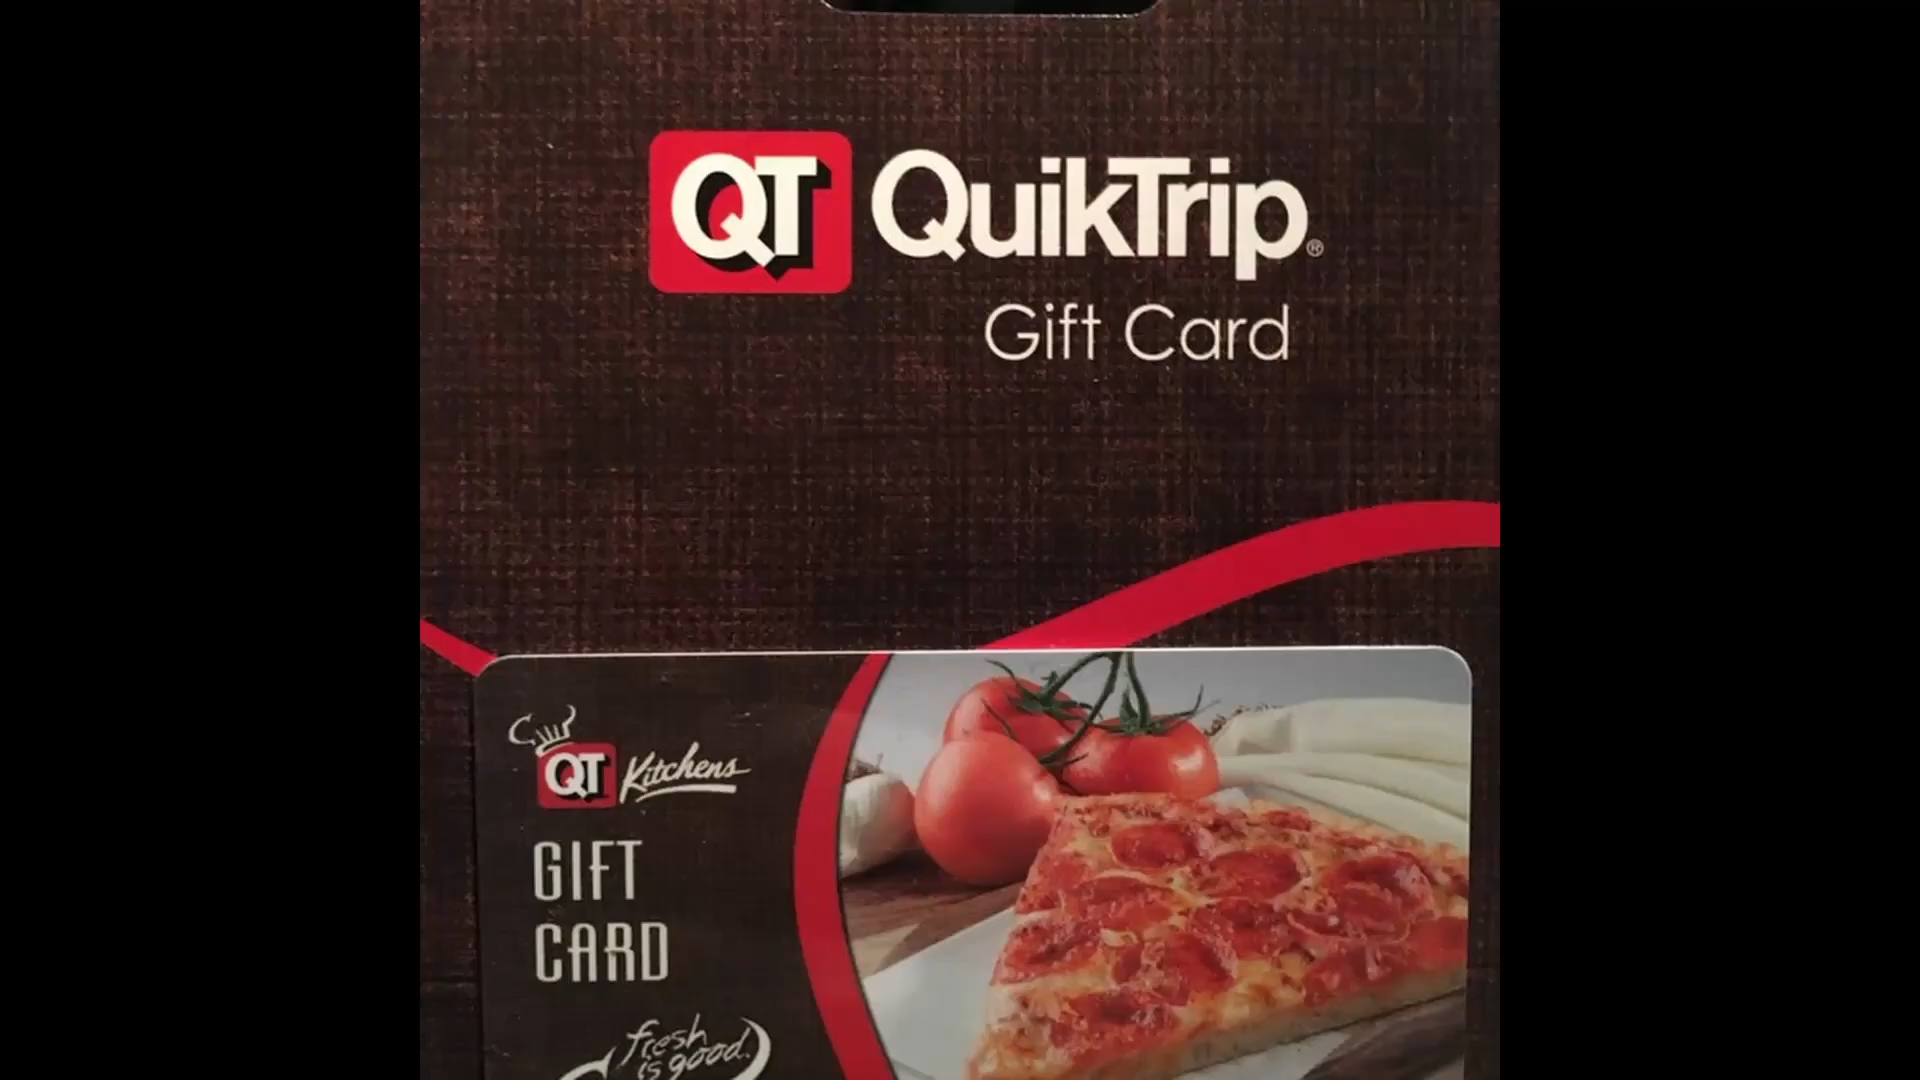 QT QuikTrip®
Gift Card
QT Kitchens
GIFT
CARD
fresh
is good.